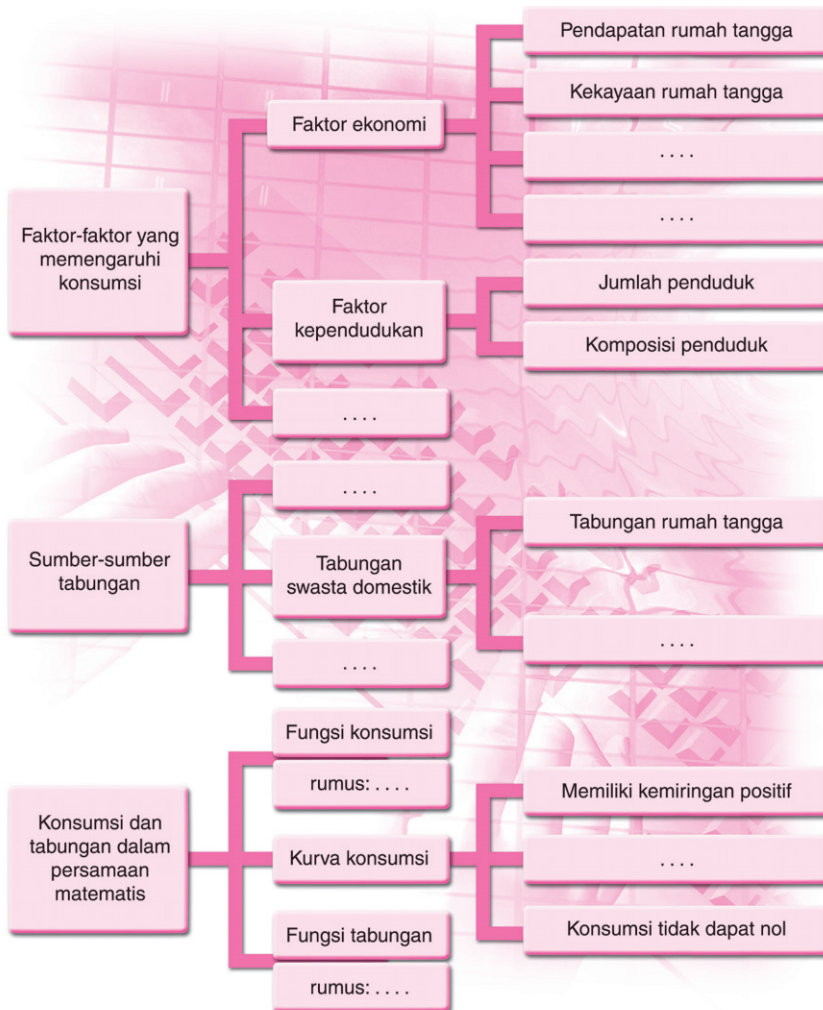 Faktor-faktor yang
memengaruhi
konsumsi
Faktor ekonomi
Pendapatan rumah tangga
Kekayaan rumah tangga
. . . .
. . . .
Faktor
kependudukan
Jumlah penduduk
Komposisi penduduk
. . . .
Sumber-sumber
tabungan
. . . .
Tabungan
swasta domestik
Tabungan rumah tangga
. . . .
. . . .
Konsumsi dan
tabungan dalam
persamaan
matematis
Fungsi konsumsi
rumus: . . . .
Kurva konsumsi
Memiliki kemiringan positif
. . . .
Konsumsi tidak dapat nol
Fungsi tabungan
rumus: . . . .